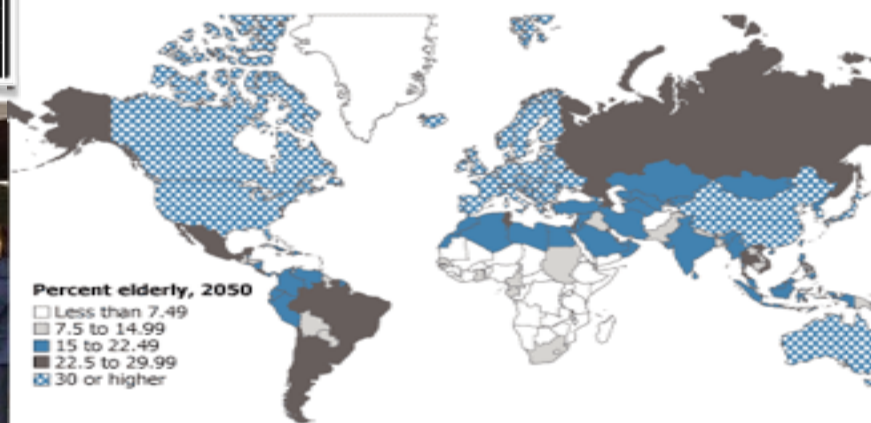 Percent elderly, 2050
Less than 7.49
7.5 to 14.99
15 to 22.49
22.5 to 29.99
30 or higher